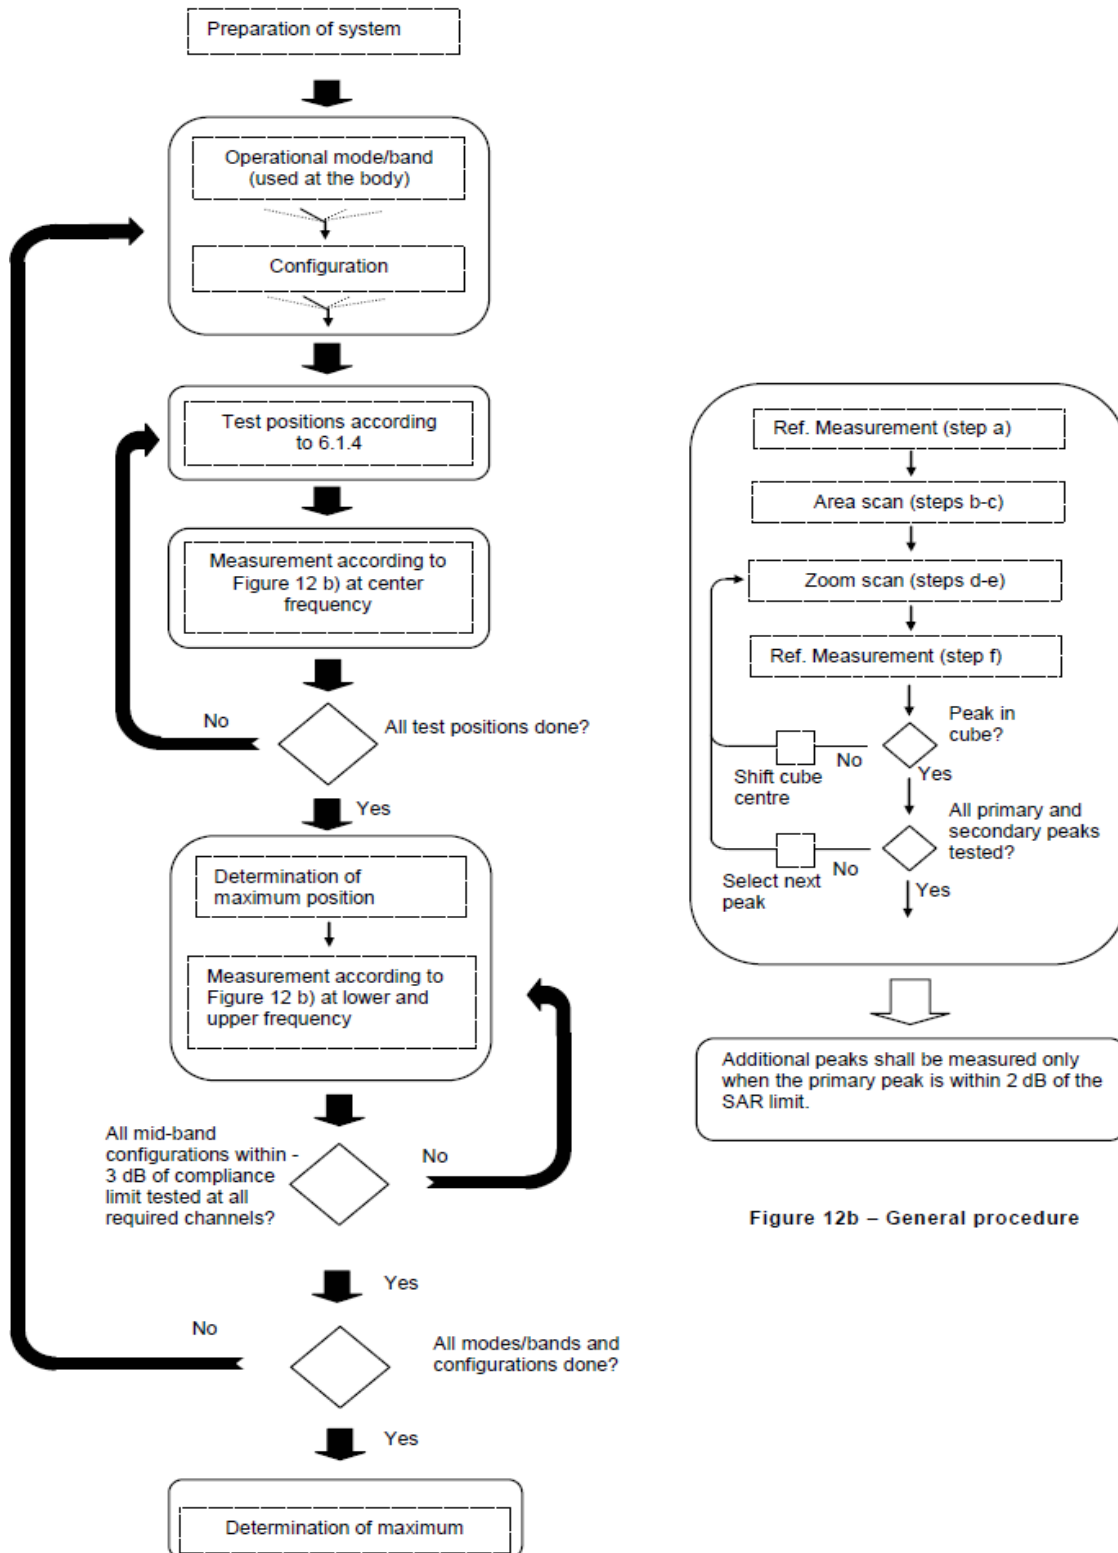 Preparation of system
Operational mode/band
(used at the body)
Configuration
Test positions according
to 6.1.4
Measurement according to
Figure 12 b) at center
frequency
No
All test positions done?
Yes
Determination of
maximum position
Measurement according to
Figure 12 b) at lower and
upper frequency
All mid-band
configurations within -
3 dB of compliance
limit tested at all
required channels?
No
Yes
No
All modes/bands and
configurations done?
Yes
Determination of maximum
Ref. Measurement (step a)
Area scan (steps b-c)
Zoom scan (steps d-e)
Ref. Measurement (step f)
Peak in
cube?
No
Yes
Shift cube
centre
All primary and
secondary peaks
tested?
No
Yes
Select next
peak
Additional peaks shall be measured only
when the primary peak is within 2 dB of the
SAR limit.
Figure 12b – General procedure